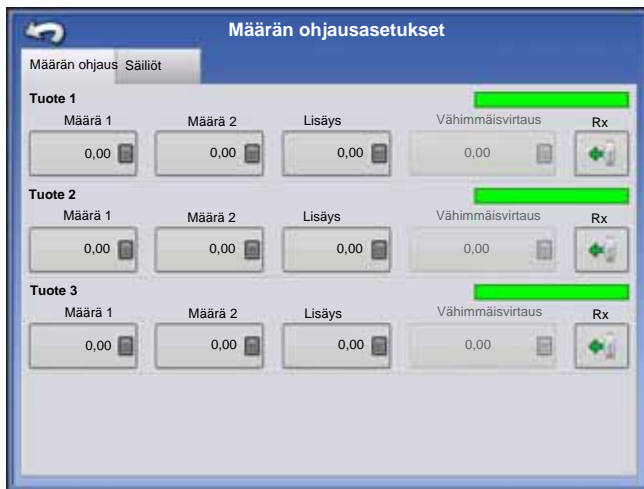 Määrän ohjausasetukset
Määrän ohjaus Säiliöt
Tuote 1
Määrä 1 Määrä 2 Lisäys Vähimmäisvirtaus Rx
0,00 0,00 0,00 0,00
Tuote 2
Määrä 1 Määrä 2 Lisäys Vähimmäisvirtaus Rx
0,00 0,00 0,00 0,00
Tuote 3
Määrä 1 Määrä 2 Lisäys Vähimmäisvirtaus Rx
0,00 0,00 0,00 0,00